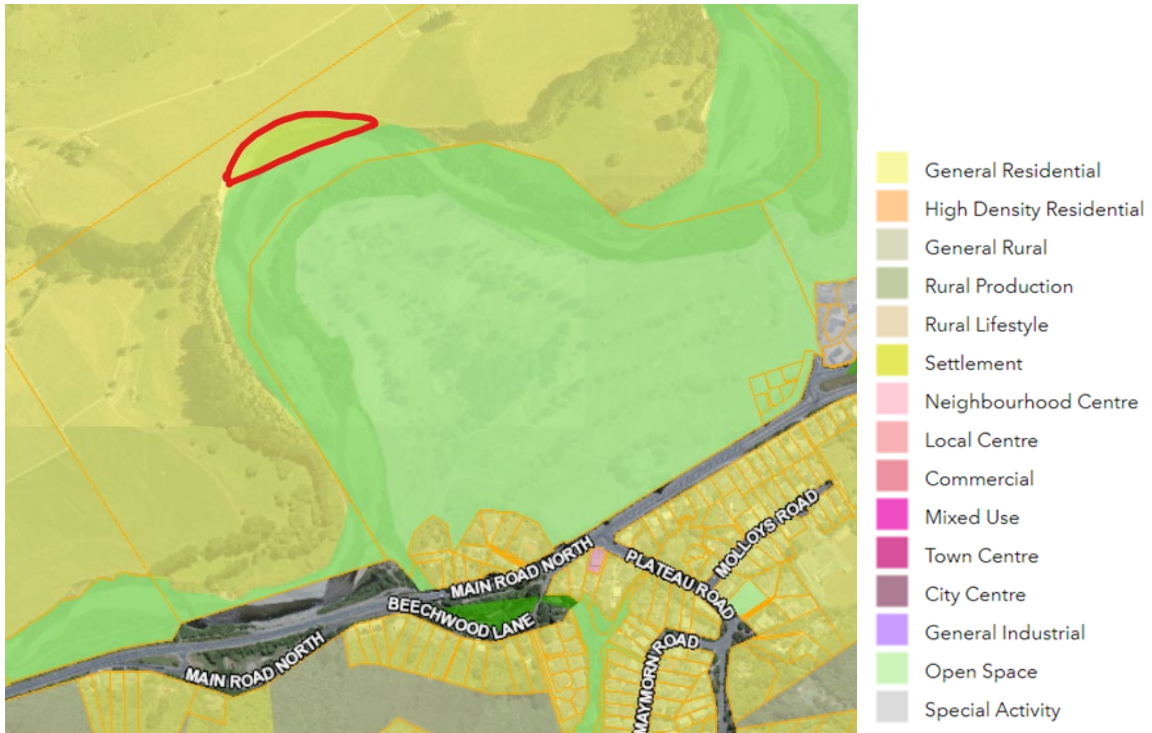 General Residential
High Density Residential
General Rural
Rural Production
Rural Lifestyle
Settlement
Neighbourhood Centre
Local Centre
Commercial
Mixed Use
Town Centre
City Centre
General Industrial
Open Space
Special Activity
MOLLOYS ROAD
MAIN ROAD NORTH
PLATEAU ROAD
BEECHWOOD LANE
MAIN ROAD NORTH
MAYMORN ROAD